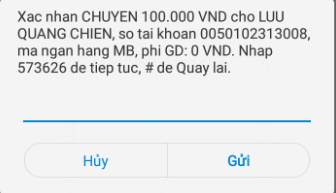 Xac nhan CHUYEN 100.000 VND cho LUU
QUANG CHIEN, so tai khoan 0050102313008,
ma ngan hang MB, phi GD: 0 VND. Nhap
573626 de tiep tuc, # de Quay lai.
Hủy
Gửi